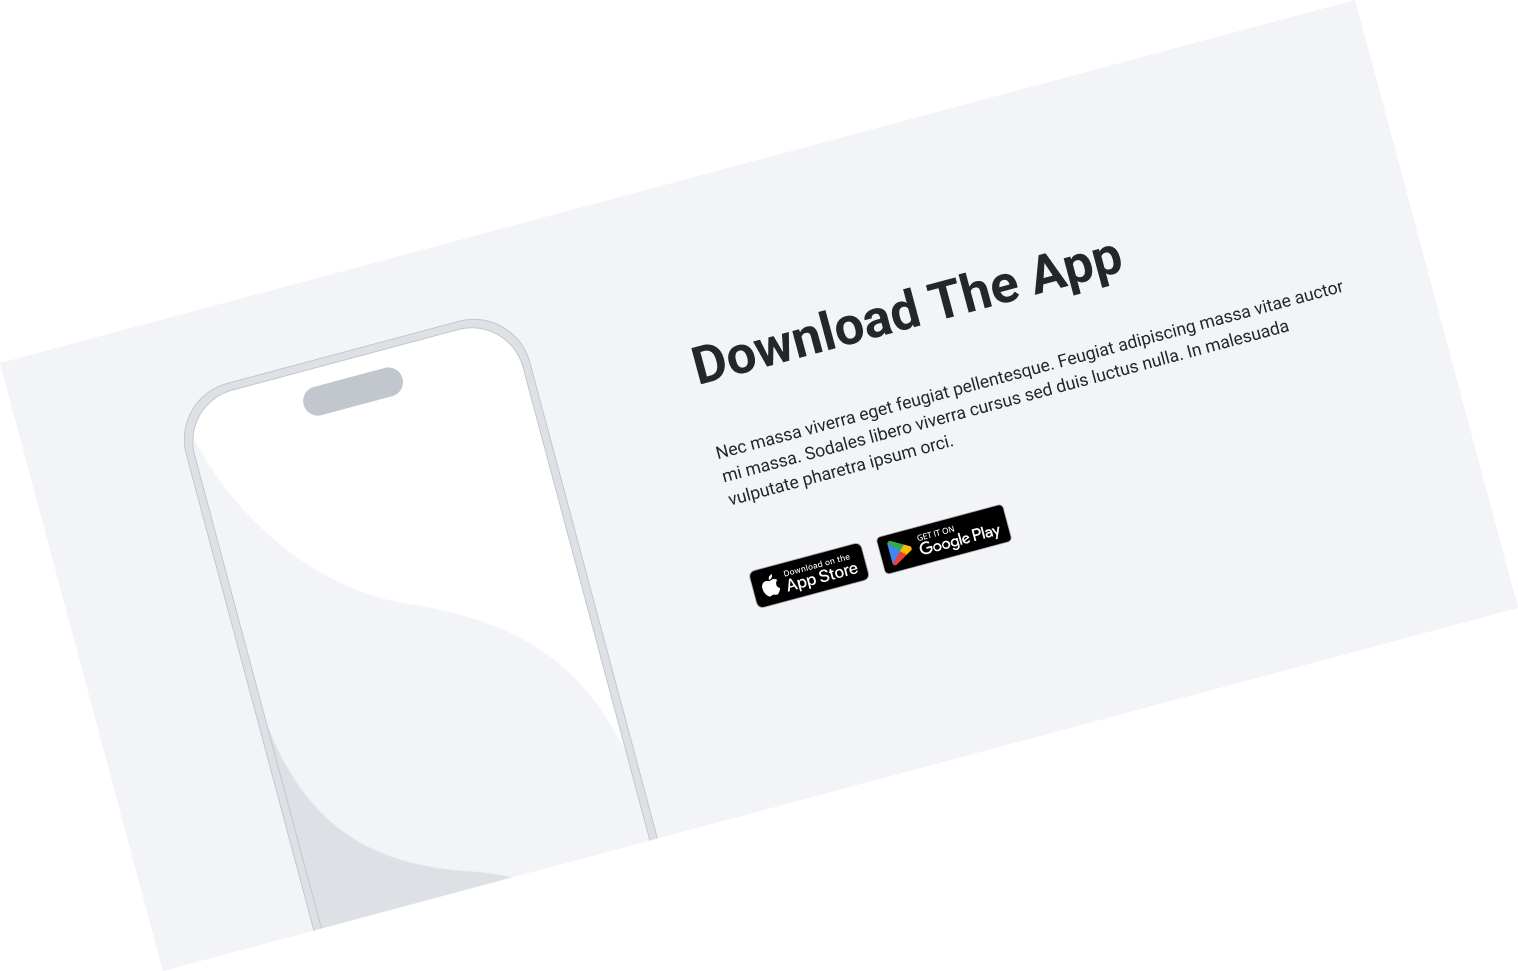 Download The App
Nec massa viverra eget feugiat pellentesque. Feugiat adipiscing massa vitae auctor
mi massa. Sodales libero viverra cursus sed duis luctus nulla. In malesuada
vulputate pharetra ipsum orci.
Download on the
App Store
GET IT ON
Google Play